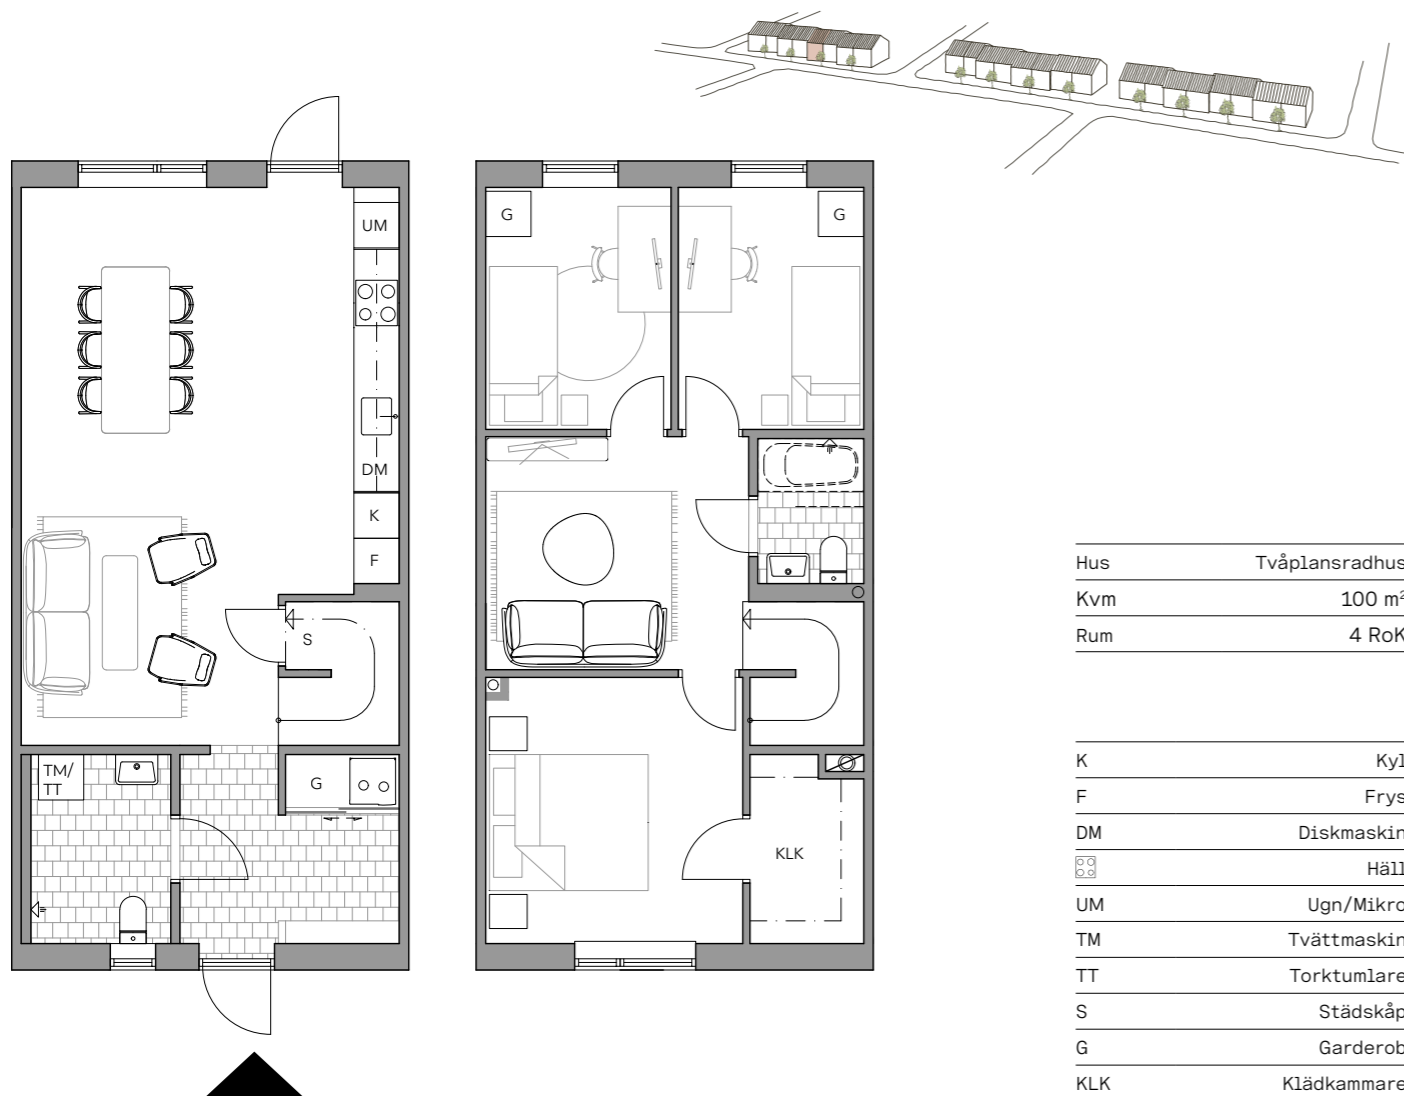 UM
DM
K
F
S
TM/
TT
G
G
G
KLK
Hus Tvåplansradhus
Kvm 100 m²
Rum 4 RoK
K Kyl
F Frys
DM Diskmaskin
Häll
UM Ugn/Mikro
TM Tvättmaskin
TT Torktumlare
S Städskåp
G Garderob
KLK Klädkammare